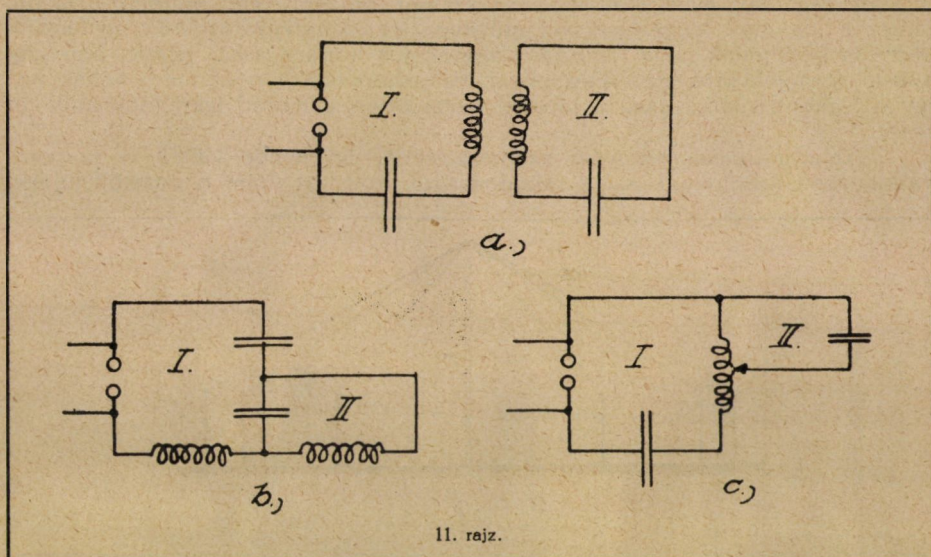 I. II.
a.,)
I. II
b.,)
I II.
c.,)
11. rajz.